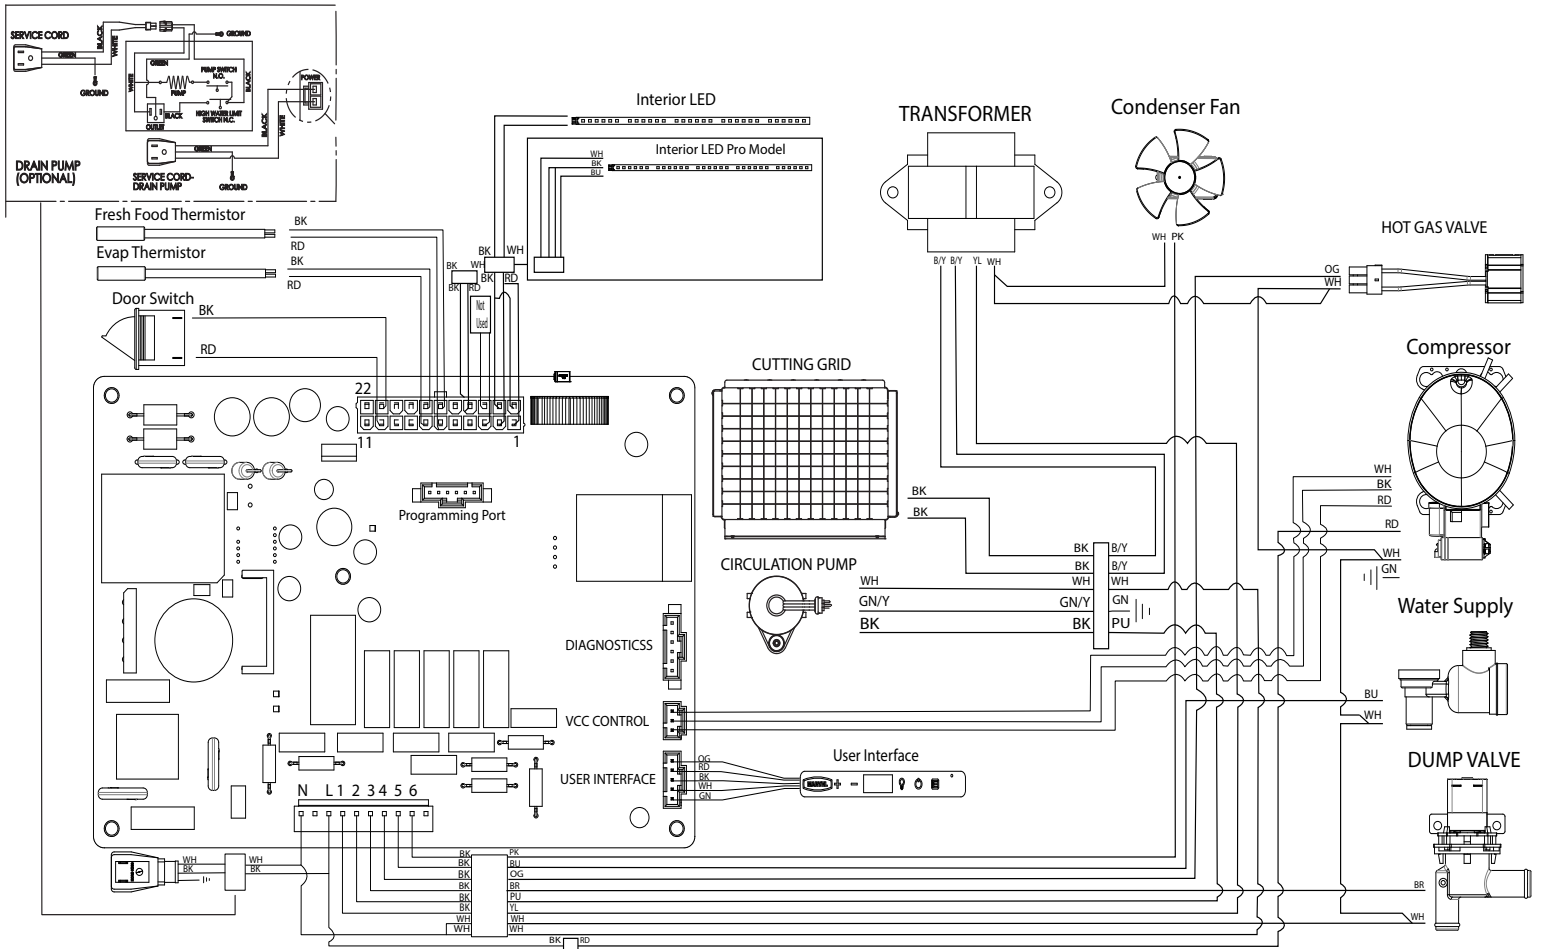 SERVICE CORD
BLACK
WHITE
GREEN
GROUND
GROUND
GREEN
WHITE
PUMP SWITCH
N.O.
PUMP
BLACK
BLACK
HIGH WATER LIMIT
SWITCH N.C.
OUTLET
POWER
BLACK
WHITE
GREEN
DRAIN PUMP
(OPTIONAL)
SERVICE CORD-
DRAIN PUMP
GROUND
Interior LED
Interior LED Pro Model
WH
BK
BU
TRANSFORMER
Condenser Fan
WH PK
HOT GAS VALVE
OG
WH
Fresh Food Thermistor
BK
RD
Evap Thermistor
BK
RD
Door Switch
BK
RD
BK WH
BK WH
BK RD
BK RD
Not
Used
B/Y B/Y YL WH
22
11 1
Programming Port
CUTTING GRID
BK
BK
Compressor
WH
BK
RD
RD
WH
GN
CIRCULATION PUMP
WH
GN/Y
BK
BK B/Y
BK B/Y
WH WH
GN/Y GN
BK PU
Water Supply
BU
WH
DIAGNOSTICSS
VCC CONTROL
USER INTERFACE
OG
RD
BK
WH
GN
User Interface
MARVEL + -
DUMP VALVE
BR
WH
N L 1 2 3 4 5 6
WH WH
BK BK
BK PK
BK BU
BK OG
BK BR
BK PU
BK YL
WH WH
WH WH
BK RD